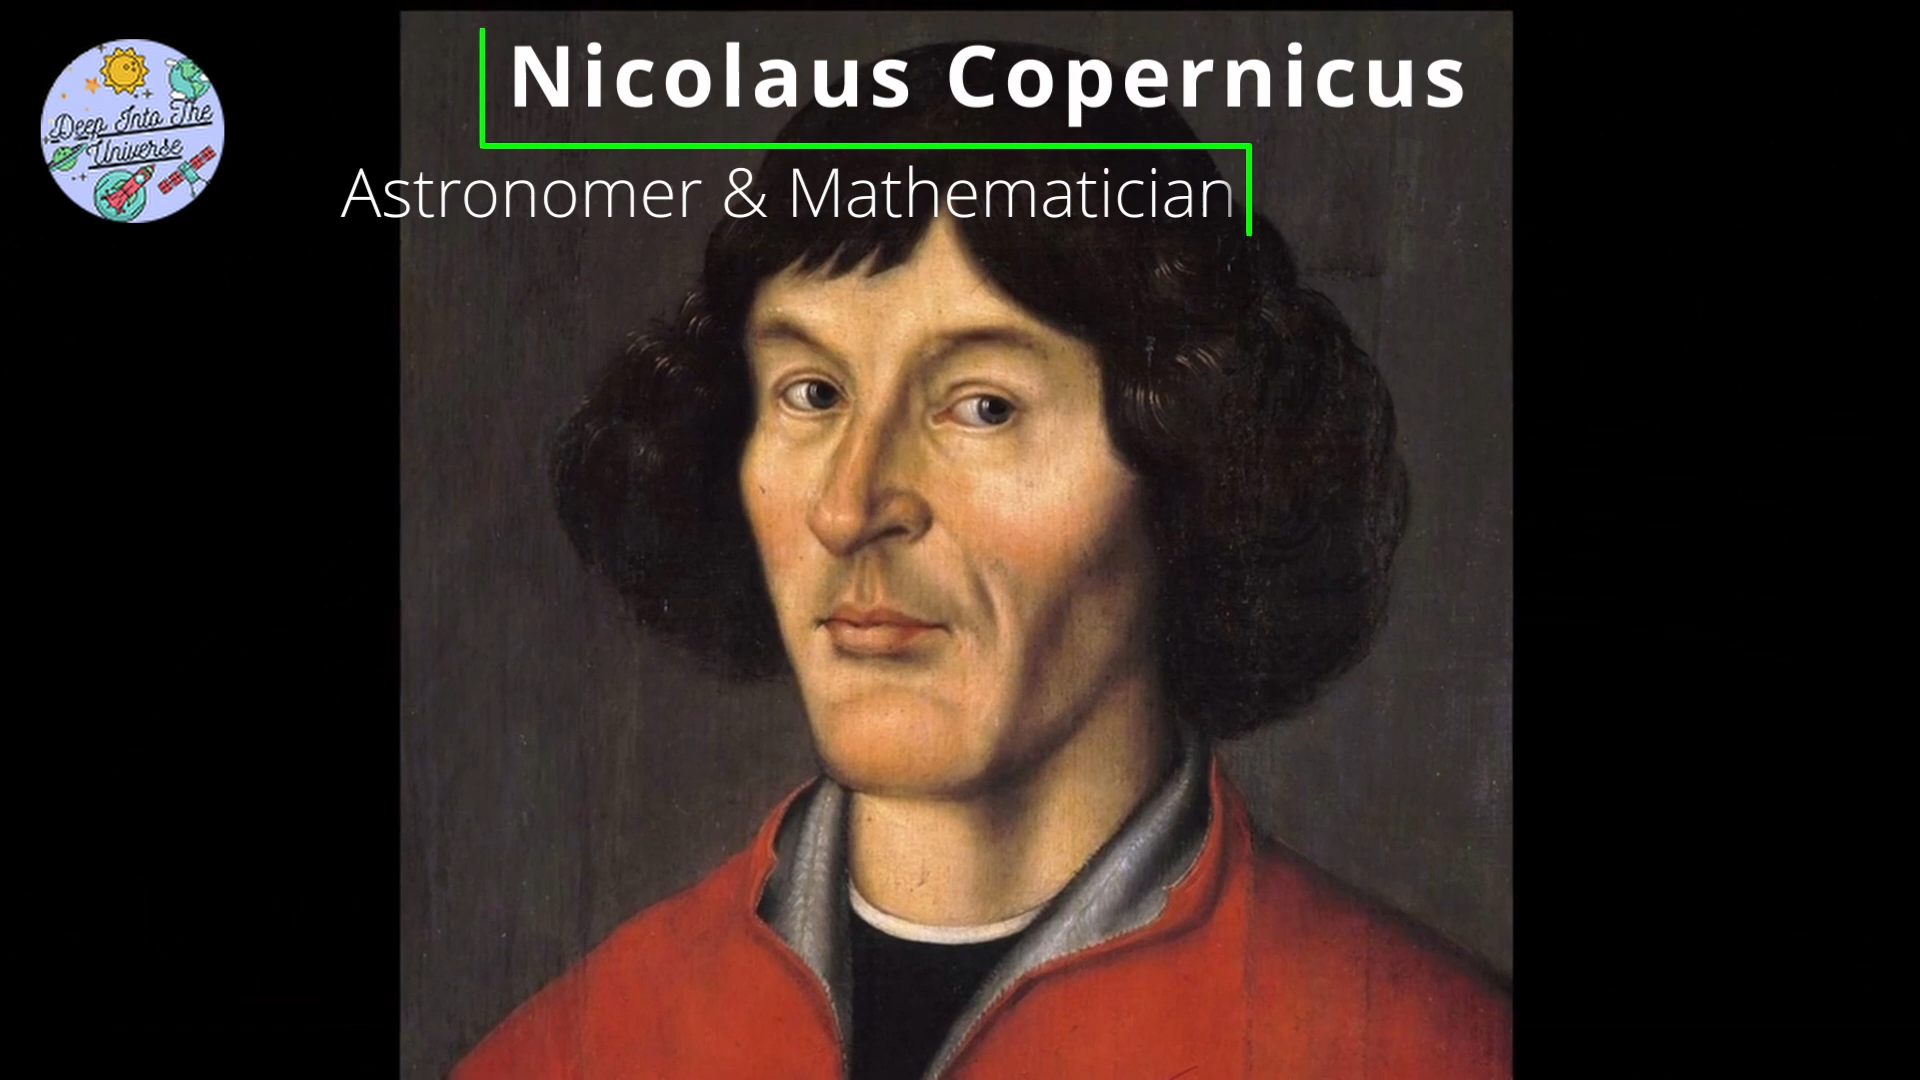 Nicolaus Copernicus
Astronomer & Mathematician
Deep Into The
Universe